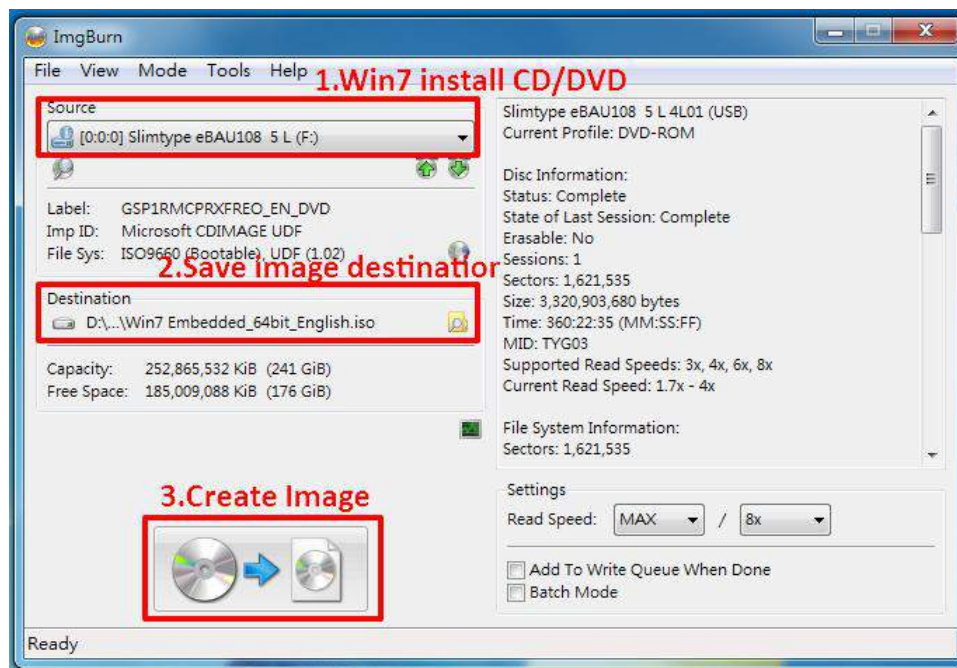 ImgBurn
File View Mode Tools Help
1.Win7 install CD/DVD
Source
[0:0:0] Slimtype eBAU108 5 L (F:)
Label: GSP1RMCPRXFREO_EN_DVD
Imp ID: Microsoft CDIMAGE UDF
File Sys: ISO9660 (Bootable), UDF (1.02)
2.Save image destination
Destination
D:\...\Win7 Embedded_64bit_English.iso
Capacity: 252,865,532 KiB (241 GiB)
Free Space: 185,009,088 KiB (176 GiB)
3.Create Image
Slimtype eBAU108 5 L 4L01 (USB)
Current Profile: DVD-ROM
Disc Information:
Status: Complete
State of Last Session: Complete
Erasable: No
Sessions: 1
Sectors: 1,621,535
Size: 3,320,903,680 bytes
Time: 360:22:35 (MM:SS:FF)
MID: TYG03
Supported Read Speeds: 3x, 4x, 6x, 8x
Current Read Speed: 1.7x - 4x
File System Information:
Sectors: 1,621,535
Settings
Read Speed: MAX / 8x
Add To Write Queue When Done
Batch Mode
Ready